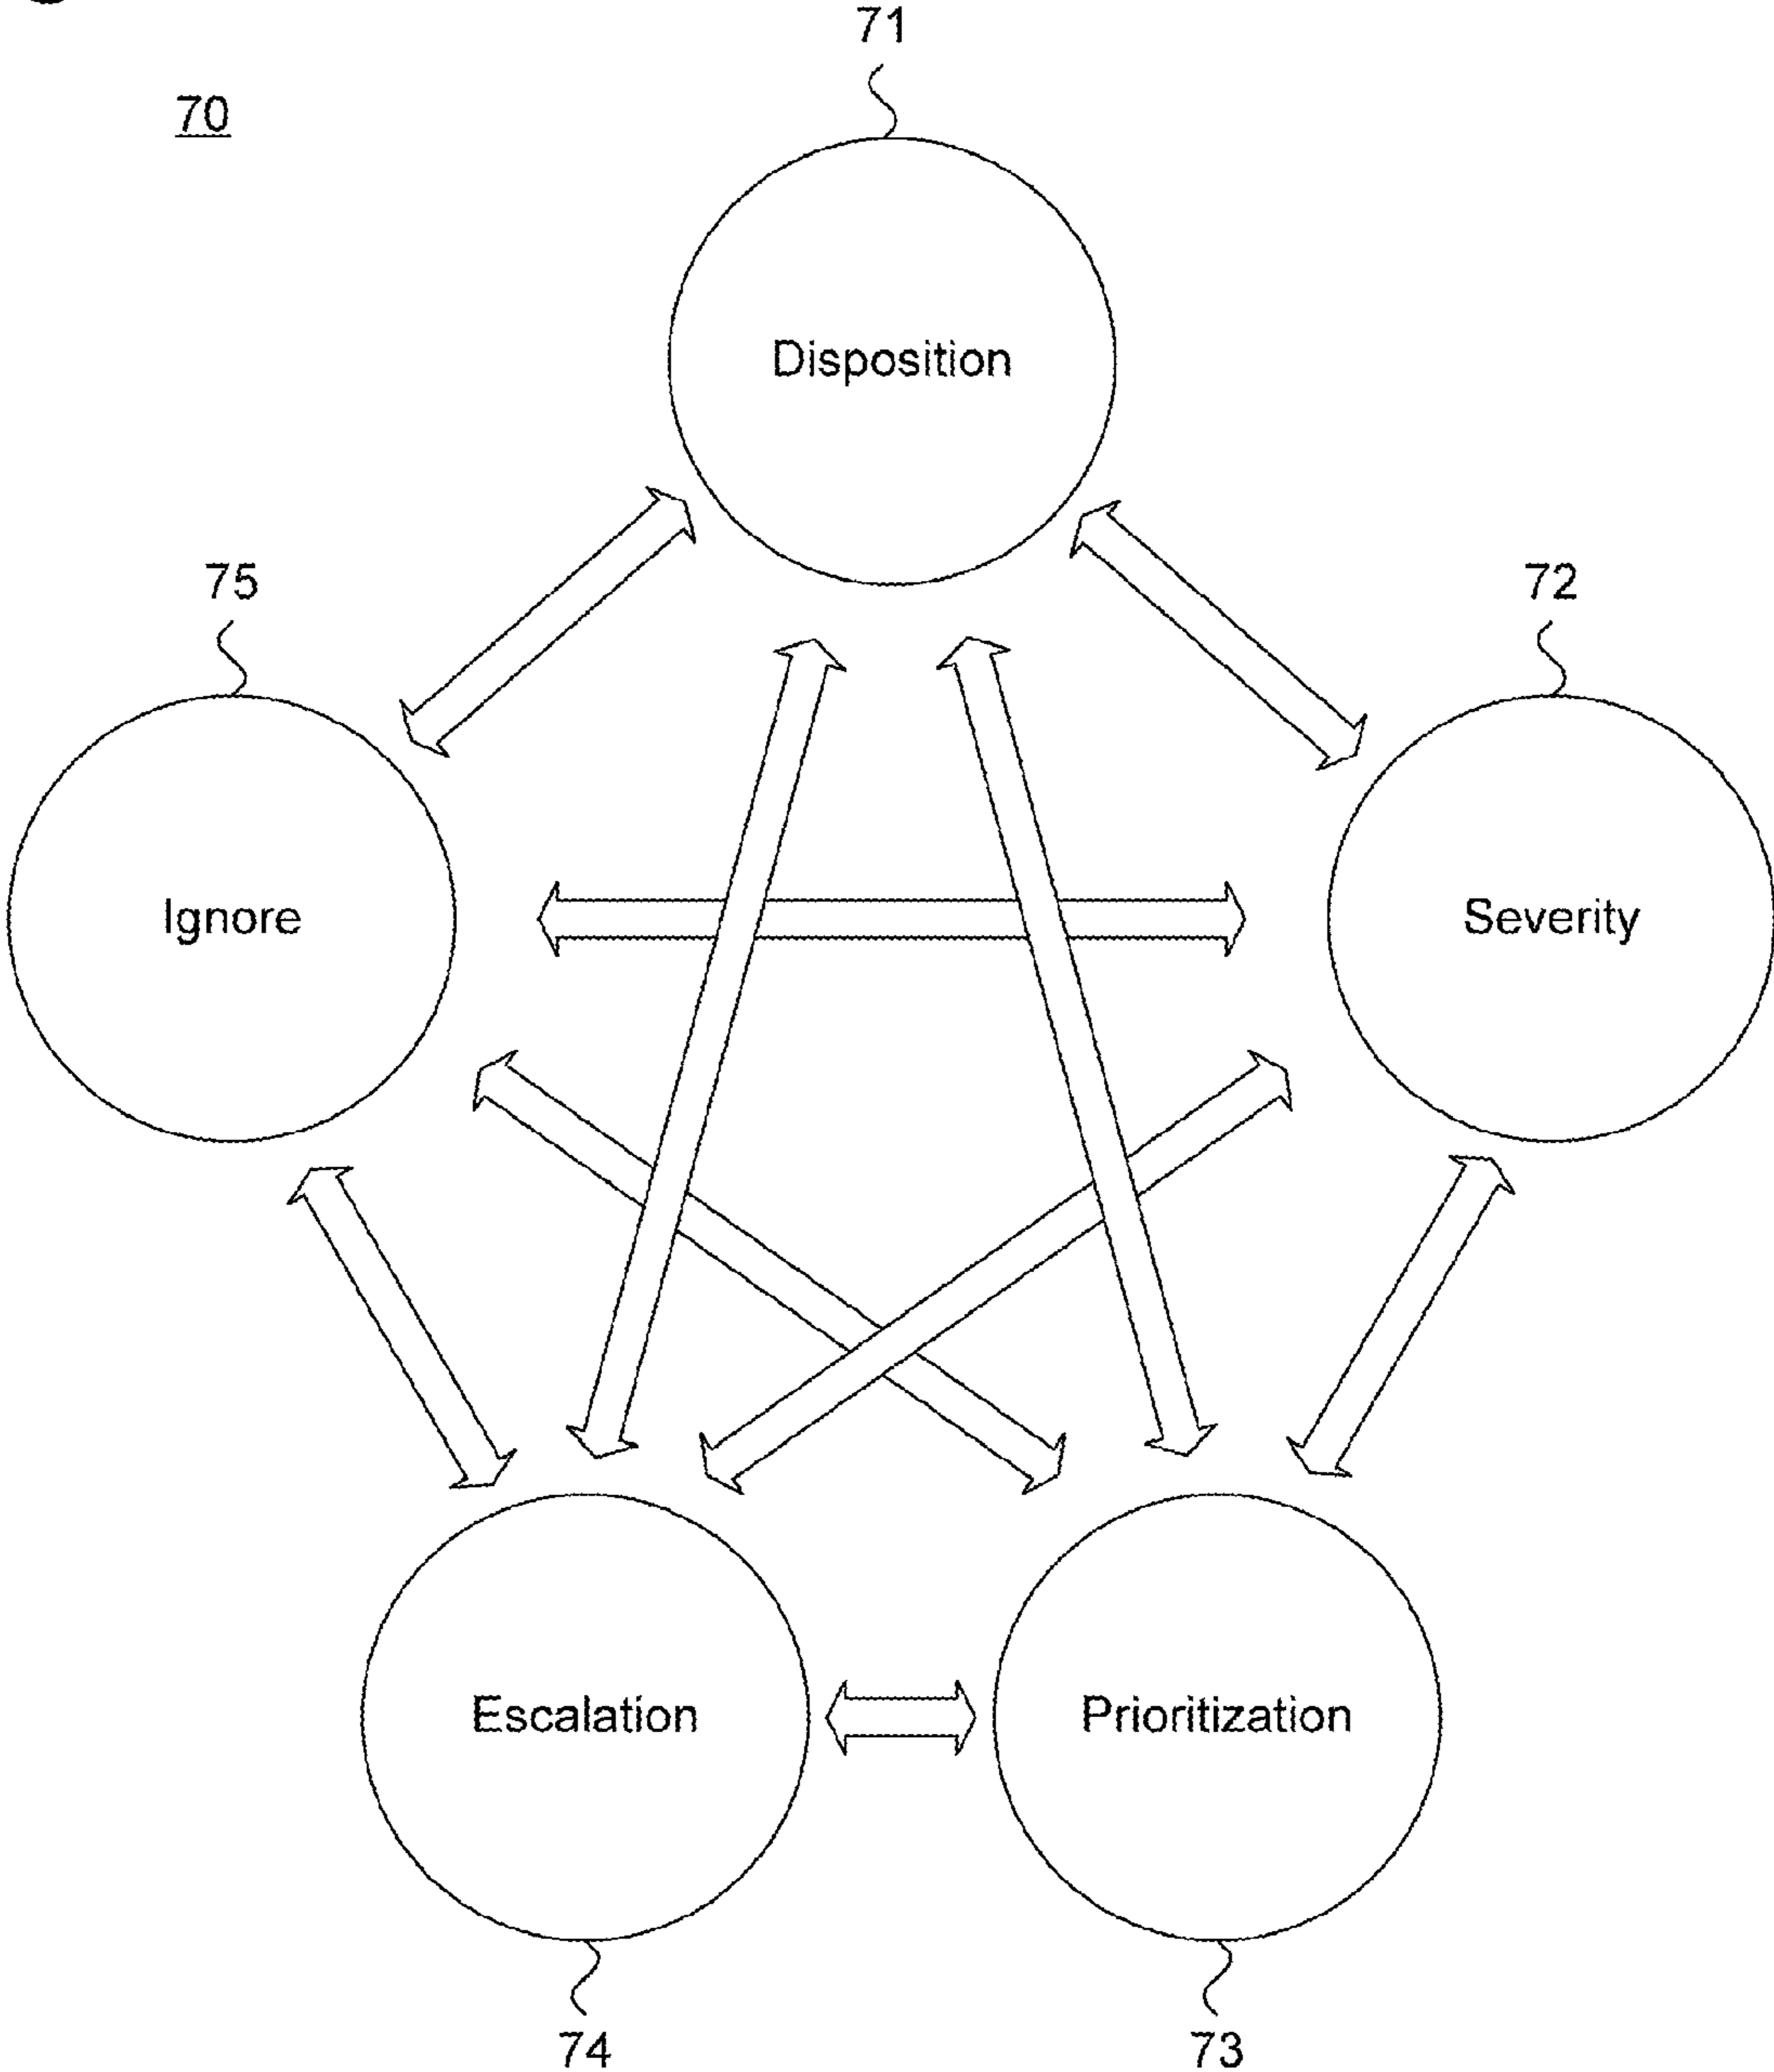 71
70
Disposition
75
72
Ignore
Severity
Escalation
Prioritization
74
73